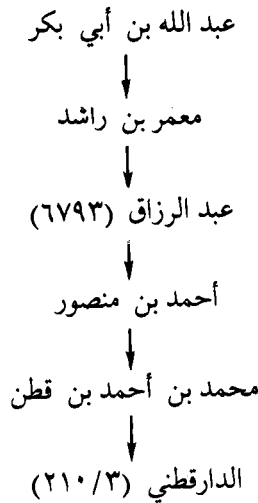 عبد الله بن أبي بكر
معمر بن راشد
عبد الرزاق (٦٧٩٣)
أحمد بن منصور
محمد بن أحمد بن قطن
الدارقطني (٢١٠/٣)